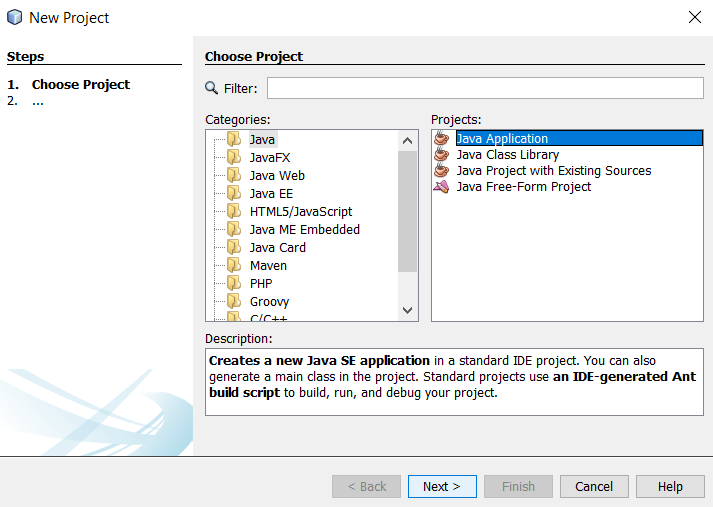 New Project
Steps
1. Choose Project
2. ...
Choose Project
Filter:
Categories:
Java
JavaFX
Java Web
Java EE
HTML5/JavaScript
Java ME Embedded
Java Card
Maven
PHP
Groovy
C/C++
Projects:
Java Application
Java Class Library
Java Project with Existing Sources
Java Free-Form Project
Description:
Creates a new Java SE application in a standard IDE project. You can also
generate a main class in the project. Standard projects use an IDE-generated Ant
build script to build, run, and debug your project.
< Back
Next >
Finish
Cancel
Help